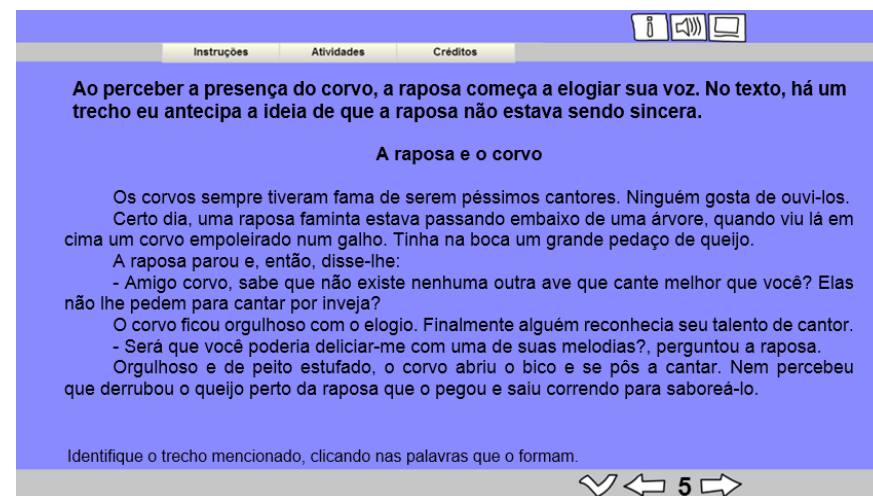 Instruções Atividades Créditos
Ao perceber a presença do corvo, a raposa começa a elogiar sua voz. No texto, há um
trecho eu antecipa a ideia de que a raposa não estava sendo sincera.
A raposa e o corvo
Os corvos sempre tiveram fama de serem péssimos cantores. Ninguém gosta de ouvi-los.
Certo dia, uma raposa faminta estava passando embaixo de uma árvore, quando viu lá em
cima um corvo empoleirado num galho. Tinha na boca um grande pedaço de queijo.
A raposa parou e, então, disse-lhe:
- Amigo corvo, sabe que não existe nenhuma outra ave que cante melhor que você? Elas
não lhe pedem para cantar por inveja?
O corvo ficou orgulhoso com o elogio. Finalmente alguém reconhecia seu talento de cantor.
- Será que você poderia deliciar-me com uma de suas melodias?, perguntou a raposa.
Orgulhoso e de peito estufado, o corvo abriu o bico e se pôs a cantar. Nem percebeu
que derrubou o queijo perto da raposa que o pegou e saiu correndo para saboreá-lo.
Identifique o trecho mencionado, clicando nas palavras que o formam.
5